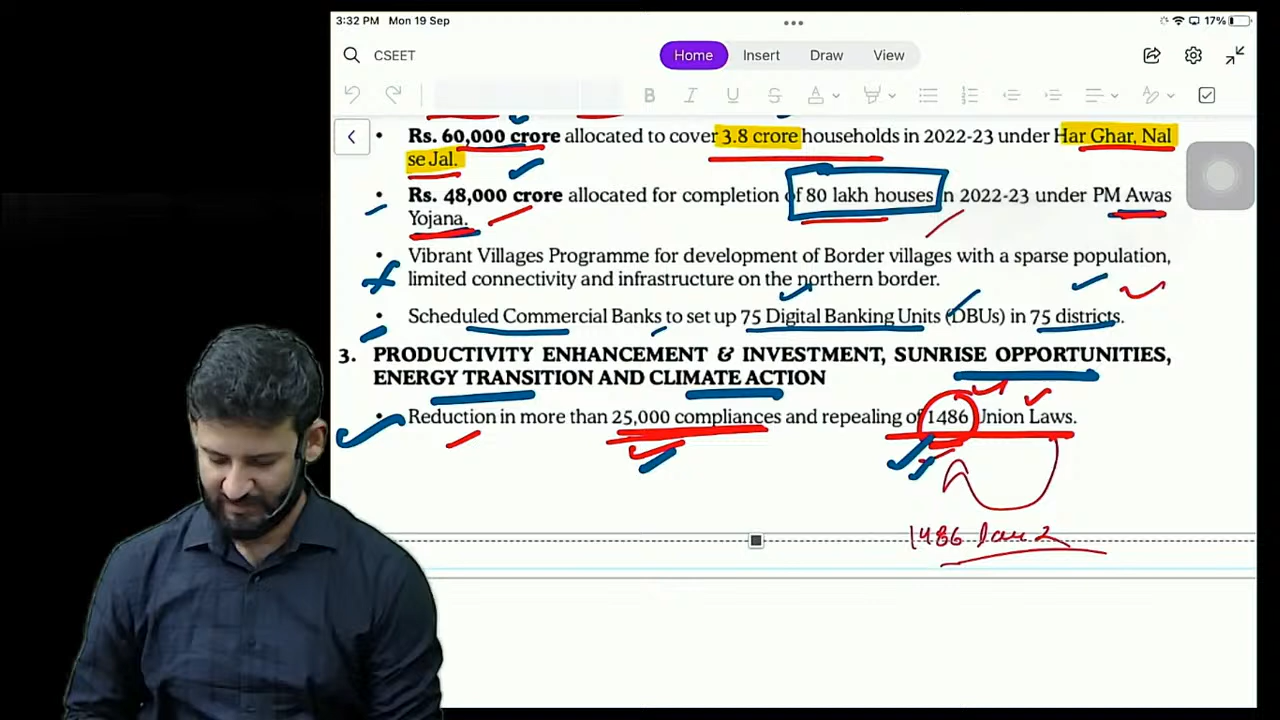 3:32 PM Mon 19 Sep
17%
CSEET
Home
Insert
Draw
View
B I U S A
• Rs. 60,000 crore allocated to cover 3.8 crore households in 2022-23 under Har Ghar, Nal
se Jal.
• Rs. 48,000 crore allocated for completion of 80 lakh houses in 2022-23 under PM Awas
Yojana.
• Vibrant Villages Programme for development of Border villages with a sparse population,
limited connectivity and infrastructure on the northern border.
• Scheduled Commercial Banks to set up 75 Digital Banking Units (DBUs) in 75 districts.
3. PRODUCTIVITY ENHANCEMENT & INVESTMENT, SUNRISE OPPORTUNITIES,
ENERGY TRANSITION AND CLIMATE ACTION
• Reduction in more than 25,000 compliances and repealing of 1486 Union Laws.
1486